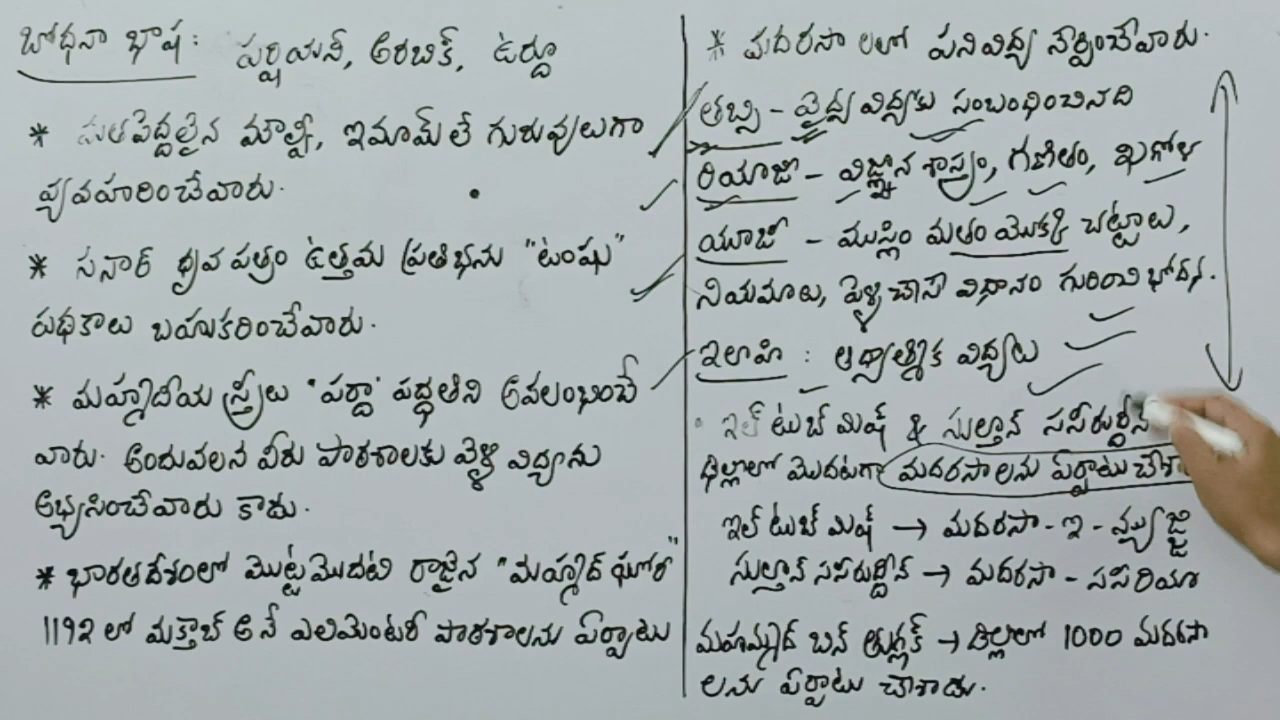 బోధనా భాష: పర్షియన్, అరబిక్, ఉర్దూ
* మతపెద్దలైన మౌల్వీ, ఇమామ్ లే గురువులుగా
వ్యవహరించేవారు.
* సనార్ ధృవ పత్రం ఉత్తమ ప్రతిభను "టంషు"
పథకాలు బహుకరించేవారు.
* మహ్మదీయ స్త్రీలు "పర్దా" పద్ధతిని అవలంభించే
వారు. అందువలన వీరు పాఠశాలకు వెళ్లి విద్యను
అభ్యసించేవారు కాదు.
* భారతదేశంలో మొట్టమొదటి రాజైన "మహ్మద్ ఘోరీ"
1192 లో మక్తాబ్ అనే ఎలిమెంటరీ పాఠశాలను ఏర్పాటు
* మదరసా లలో పనివిద్య నేర్పించేవారు.
తబ్సి - వైద్య విద్యకు సంబంధించినది
రియాజీ - విజ్ఞాన శాస్త్రం, గణితం, ఖగోళ
యాజీ - ముస్లిం మతం యొక్క చట్టాలు,
నియమాలు, పెళ్ళి చాసే విధానం గురించి భోదన.
ఇలాహి : ఆధ్యాత్మిక విద్యలు
ఇల్ టుట్ మిష్ & సుల్తాన్ నసీరుద్దీన్
ఢిల్లీలో మొదటగా మదరసాలను ఏర్పాటు చేశా
ఇల్ టుట్ మిష్ → మదరసా - ఇ - మ్యుజ్జి
సుల్తాన్ నసీరుద్దీన్ → మదరసా - నసీరియా
మహమ్మద్ బిన్ తుగ్లక్ → ఢిల్లీలో 1000 మదరసా
లను ఏర్పాటు చేశాడు.